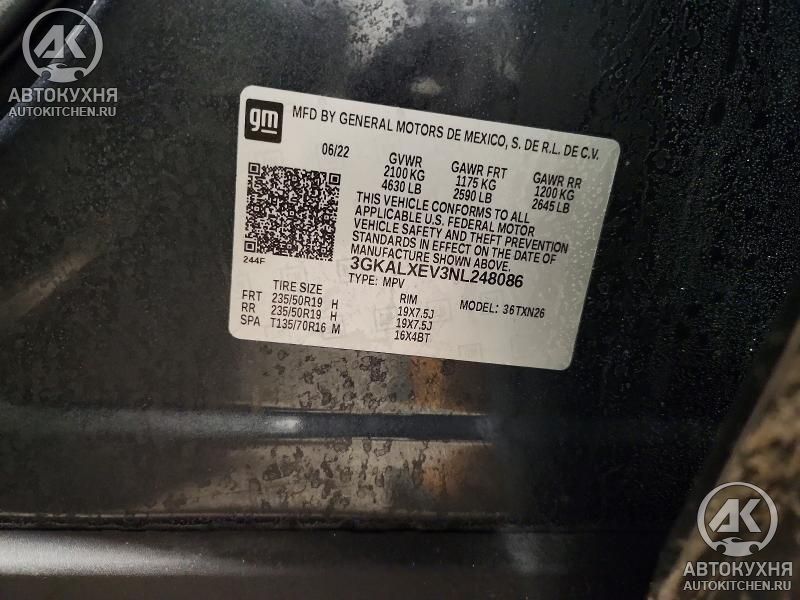 АК
АВТОКУХНЯ
AUTOKITCHEN.RU
gm
MFD BY GENERAL MOTORS DE MEXICO, S. DE R.L. DE C.V.
06/22 GVWR GAWR FRT GAWR RR
2100 KG 1175 KG 1200 KG
4630 LB 2590 LB 2645 LB
THIS VEHICLE CONFORMS TO ALL
APPLICABLE U.S. FEDERAL MOTOR
VEHICLE SAFETY AND THEFT PREVENTION
STANDARDS IN EFFECT ON THE DATE OF
MANUFACTURE SHOWN ABOVE.
244F
3GKALXEV3NL248086
TYPE: MPV
TIRE SIZE RIM MODEL: 36TXN26
FRT 235/50R19 H 19X7.5J
RR 235/50R19 H 19X7.5J
SPA T135/70R16 M 16X4BT
АК
АВТОКУХНЯ
AUTOKITCHEN.RU